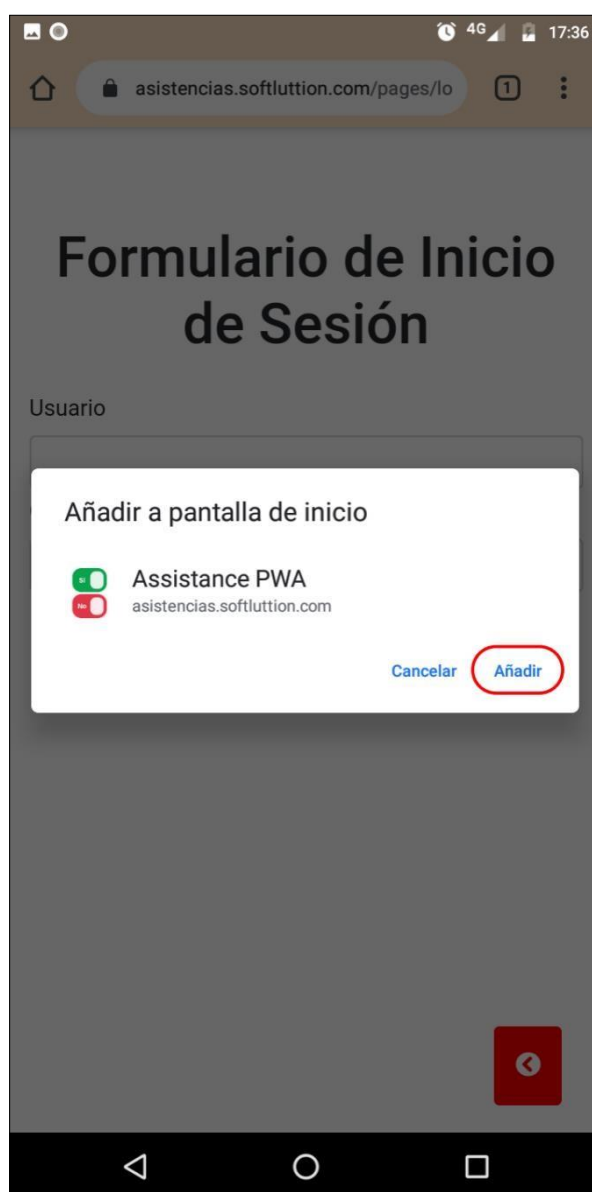 4G 17:36
asistencias.softluttion.com/pages/lo 1
Formulario de Inicio
de Sesión
Usuario
Añadir a pantalla de inicio
Sí
Assistance PWA
No
asistencias.softluttion.com
Cancelar Añadir